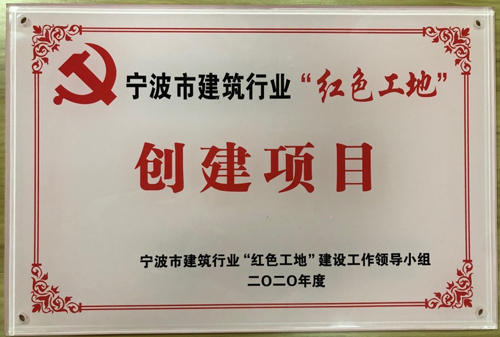 宁波市建筑行业“红色工地”
创建项目
宁波市建筑行业“红色工地”建设工作领导小组
二〇二〇年度